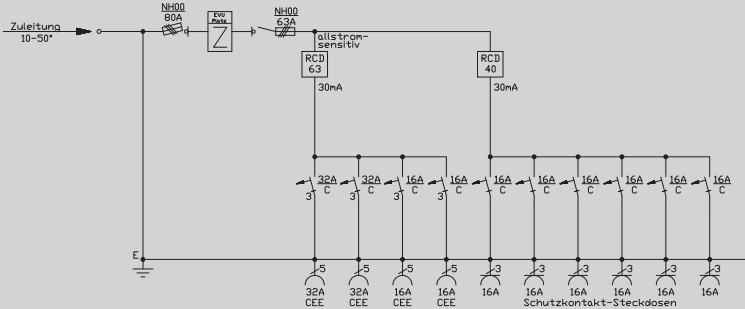 NH00
80A
EVU
Platz
Z
NH00
63A
Zuleitung
10-50°
allstrom-
sensitiv
RCD
63
RCD
40
30mA
30mA
32A
C
3
32A
C
3
16A
C
3
16A
C
3
16A
C
16A
C
16A
C
16A
C
16A
C
16A
C
E
5
5
5
5
3
3
3
3
3
3
32A
CEE
32A
CEE
16A
CEE
16A
CEE
16A
16A
16A
16A
16A
16A
Schutzkontakt-Steckdosen